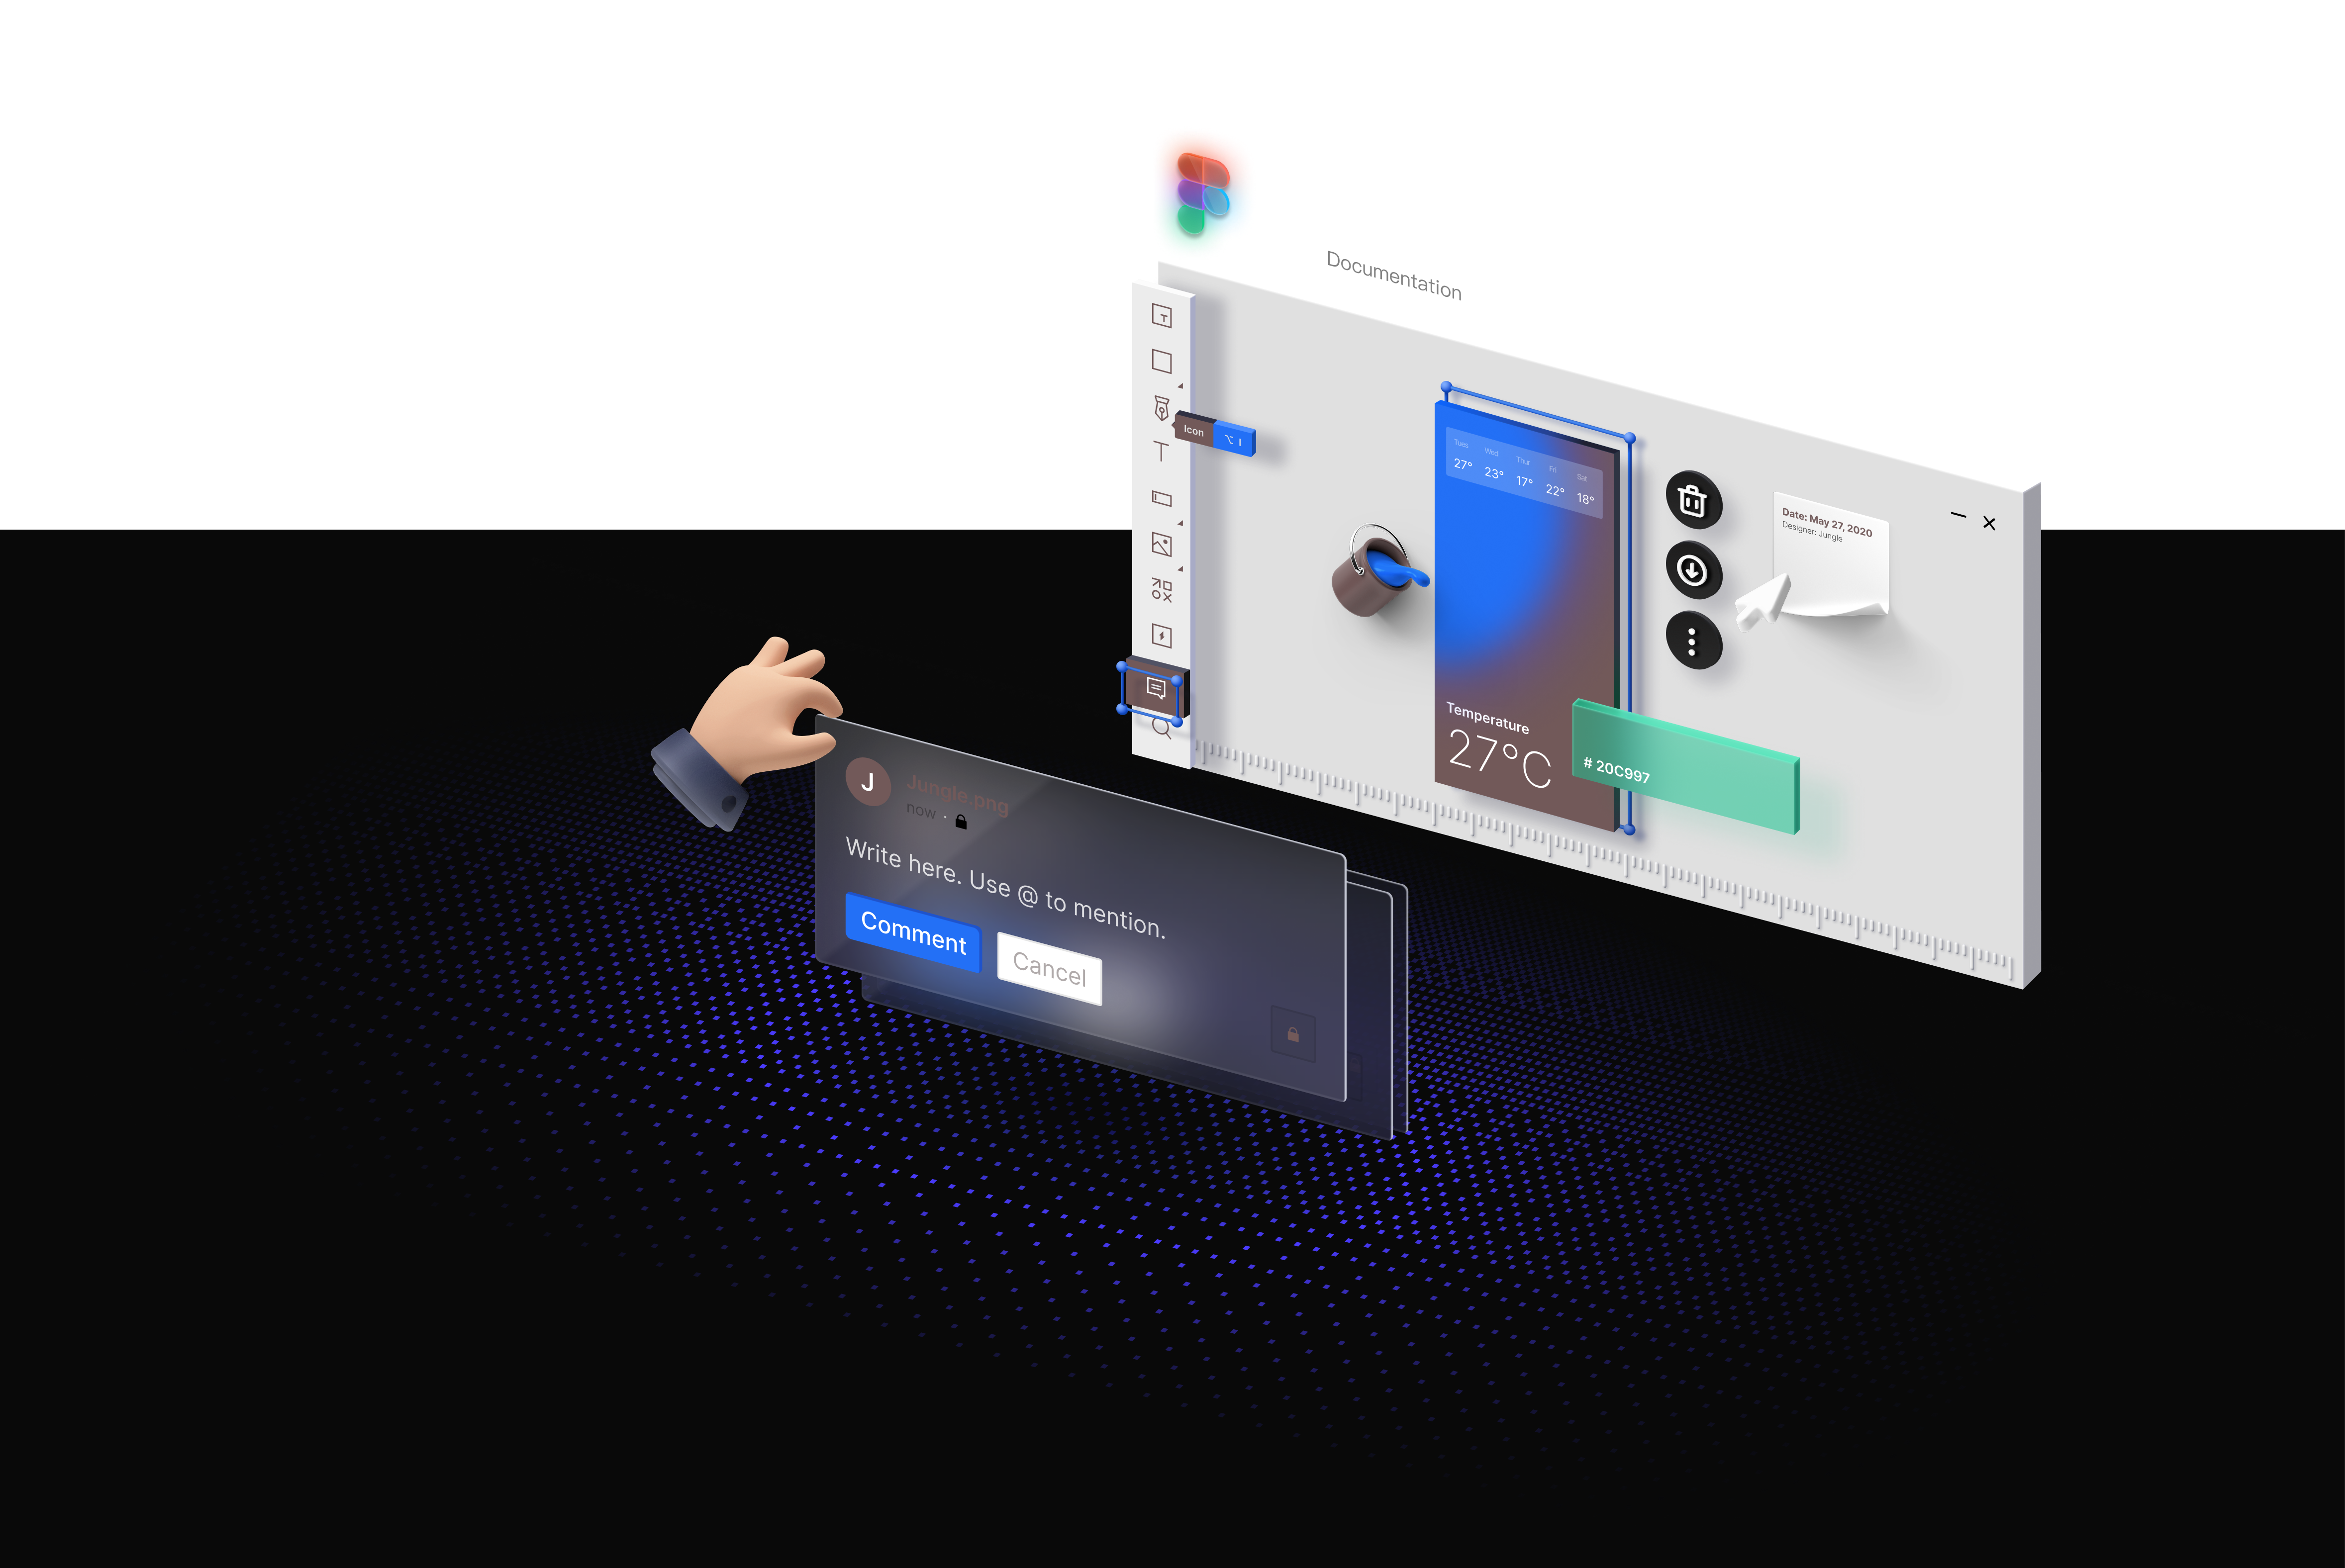 Documentation
Icon ⌥ I
Tues Wed Thur Fri Sat
27° 23° 17° 22° 18°
Date: May 27, 2020
Designer: Jungle
Temperature
27°C
# 20C997
J
Jungle.png
now ·
Write here. Use @ to mention.
Comment
Cancel